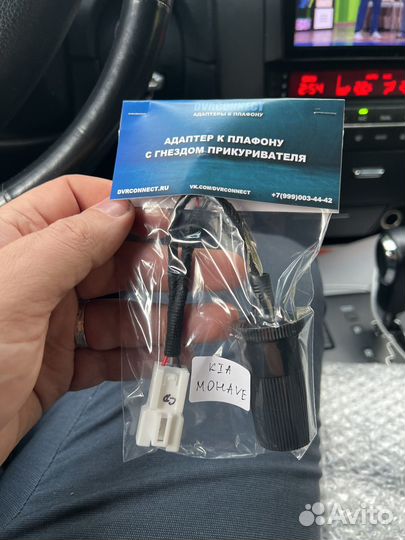 DVRCONNECT
АДАПТЕРЫ К ПЛАФОНУ
АДАПТЕР К ПЛАФОНУ
С ГНЕЗДОМ ПРИКУРИВАТЕЛЯ
DVRCONNECT.RU
VK.COM/DVRCONNECT
+7(999)003-44-42
KIA
MOHAVE
Avito